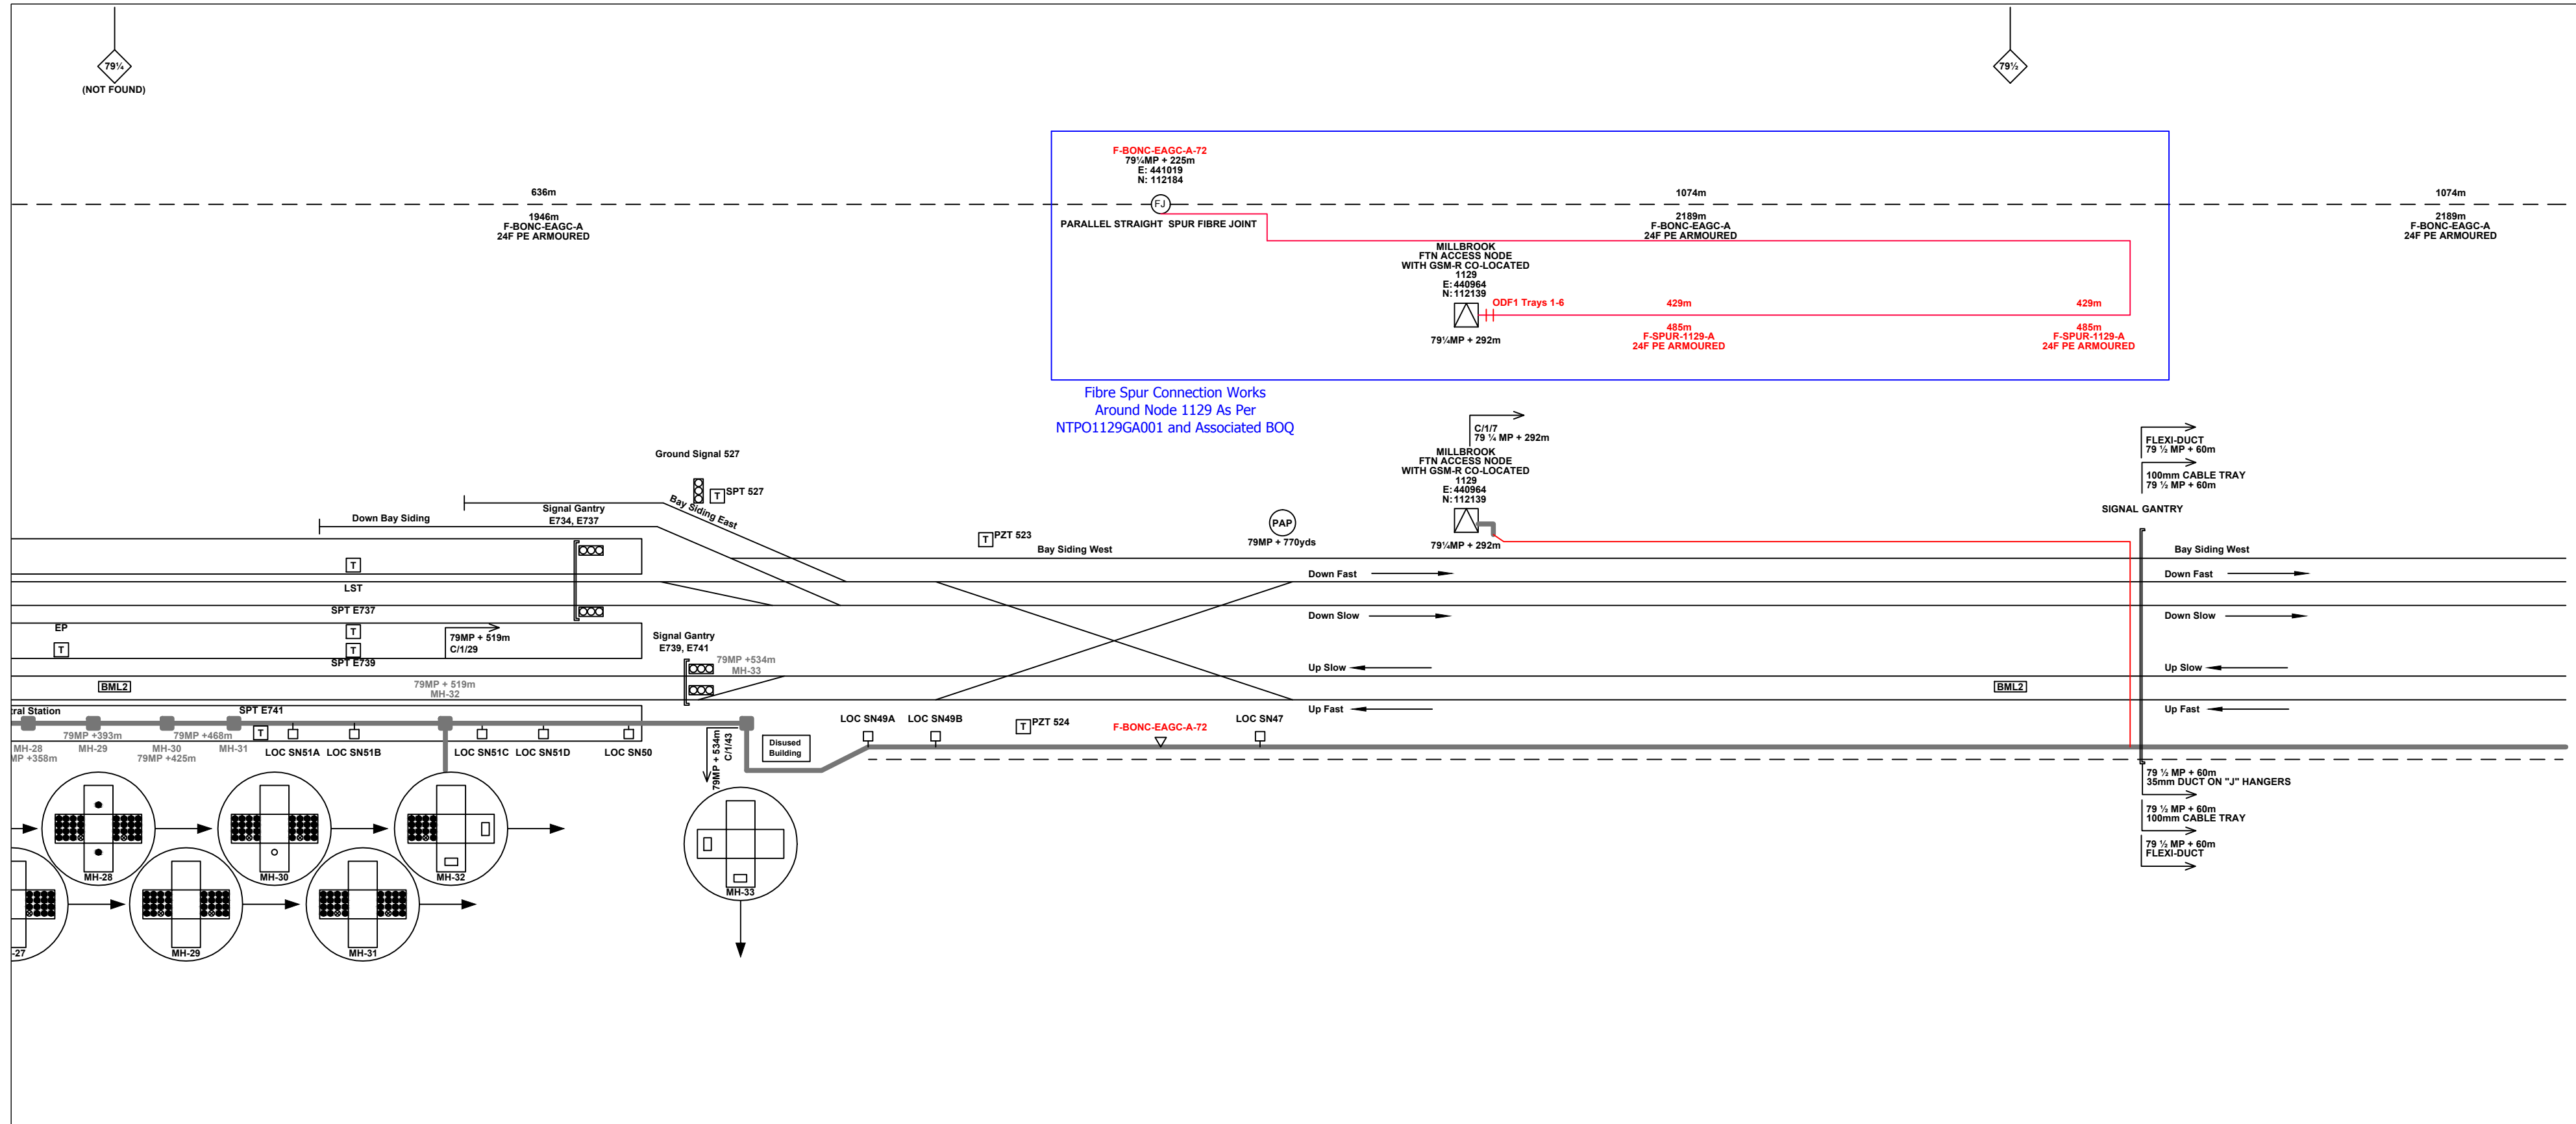 79¼
(NOT FOUND)
79½
F-BONC-EAGC-A-72
79¼MP + 225m
E: 441019
N: 112184
636m
1946m
F-BONC-EAGC-A
24F PE ARMOURED
FJ
PARALLEL STRAIGHT SPUR FIBRE JOINT
1074m
2189m
F-BONC-EAGC-A
24F PE ARMOURED
1074m
2189m
F-BONC-EAGC-A
24F PE ARMOURED
MILLBROOK
FTN ACCESS NODE
WITH GSM-R CO-LOCATED
1129
E: 440964
N: 112139
79¼MP + 292m
ODF1 Trays 1-6
429m
485m
F-SPUR-1129-A
24F PE ARMOURED
429m
485m
F-SPUR-1129-A
24F PE ARMOURED
Fibre Spur Connection Works
Around Node 1129 As Per
NTPO1129GA001 and Associated BOQ
C/1/7
79 ¼ MP + 292m
MILLBROOK
FTN ACCESS NODE
WITH GSM-R CO-LOCATED
1129
E: 440964
N: 112139
79¼MP + 292m
FLEXI-DUCT
79 ½ MP + 60m
100mm CABLE TRAY
79 ½ MP + 60m
SIGNAL GANTRY
Ground Signal 527
T
SPT 527
Bay Siding East
Signal Gantry
E734, E737
Down Bay Siding
T
PZT 523
PAP
79MP + 770yds
Bay Siding West
Bay Siding West
T
LST
Down Fast
Down Fast
SPT E737
Down Slow
Down Slow
EP
T
T
T
SPT E739
79MP + 519m
C/1/29
Signal Gantry
E739, E741
79MP +534m
MH-33
Up Slow
Up Slow
BML2
79MP + 519m
MH-32
BML2
Up Fast
Up Fast
tral Station
SPT E741
T
MH-28
MP +358m
79MP +393m
MH-29
MH-30
79MP +425m
79MP +468m
MH-31
LOC SN51A
LOC SN51B
LOC SN51C
LOC SN51D
LOC SN50
79MP + 534m
C/1/43
Disused
Building
LOC SN49A
LOC SN49B
T
PZT 524
F-BONC-EAGC-A-72
LOC SN47
79 ½ MP + 60m
35mm DUCT ON "J" HANGERS
79 ½ MP + 60m
100mm CABLE TRAY
79 ½ MP + 60m
FLEXI-DUCT
MH-28
MH-30
MH-32
MH-33
-27
MH-29
MH-31